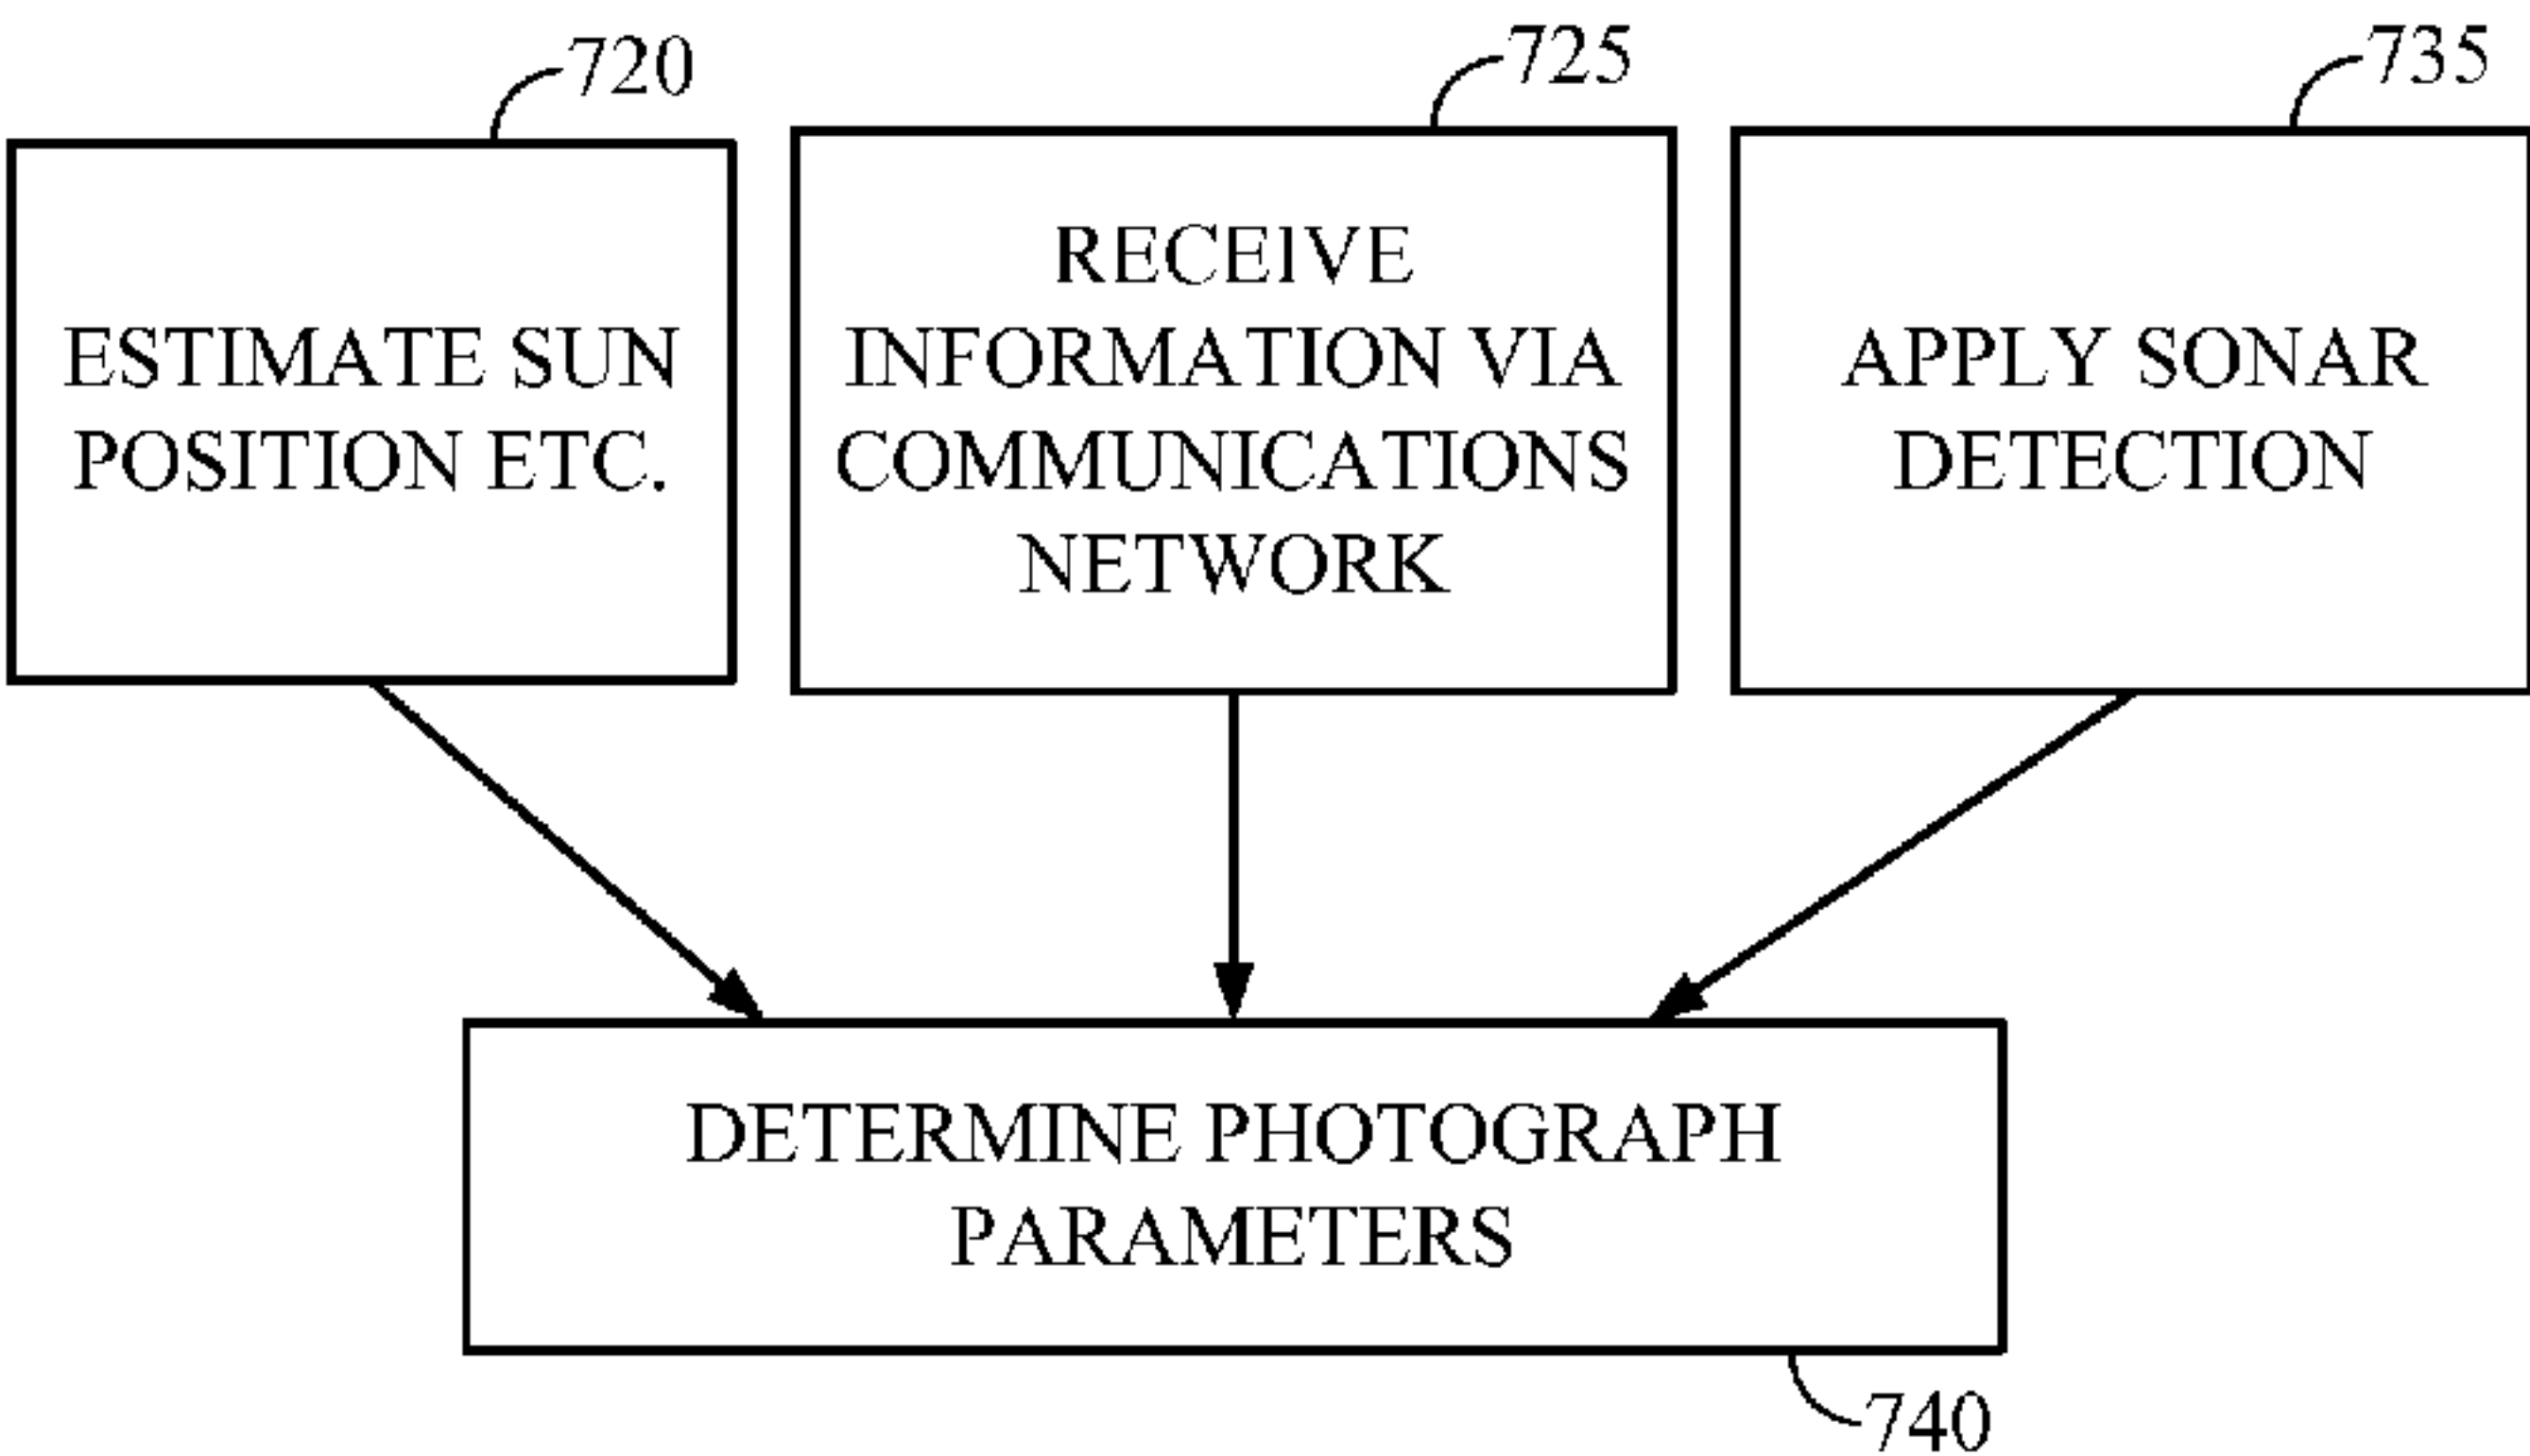 720
725
735
ESTIMATE SUN
POSITION ETC.
RECEIVE
INFORMATION VIA
COMMUNICATIONS
NETWORK
APPLY SONAR
DETECTION
DETERMINE PHOTOGRAPH
PARAMETERS
740